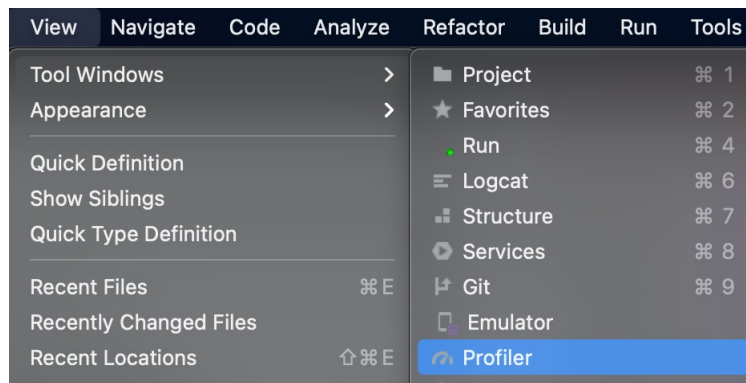 View Navigate Code Analyze Refactor Build Run Tools
Tool Windows
Appearance
Quick Definition
Show Siblings
Quick Type Definition
Recent Files ⌘E
Recently Changed Files
Recent Locations ⇧⌘E
Project ⌘ 1
Favorites ⌘ 2
Run ⌘ 4
Logcat ⌘ 6
Structure ⌘ 7
Services ⌘ 8
Git ⌘ 9
Emulator
Profiler